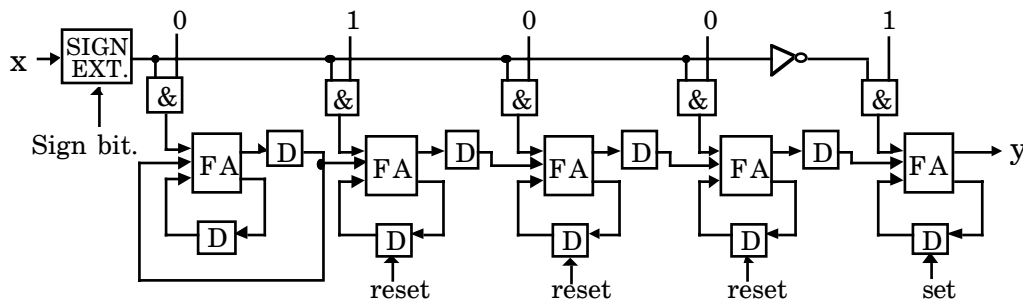 0 1 0 0 1
x SIGN EXT.
& & & & &
Sign bit.
FA D FA D FA D FA D FA y
D D D D D
reset reset reset set